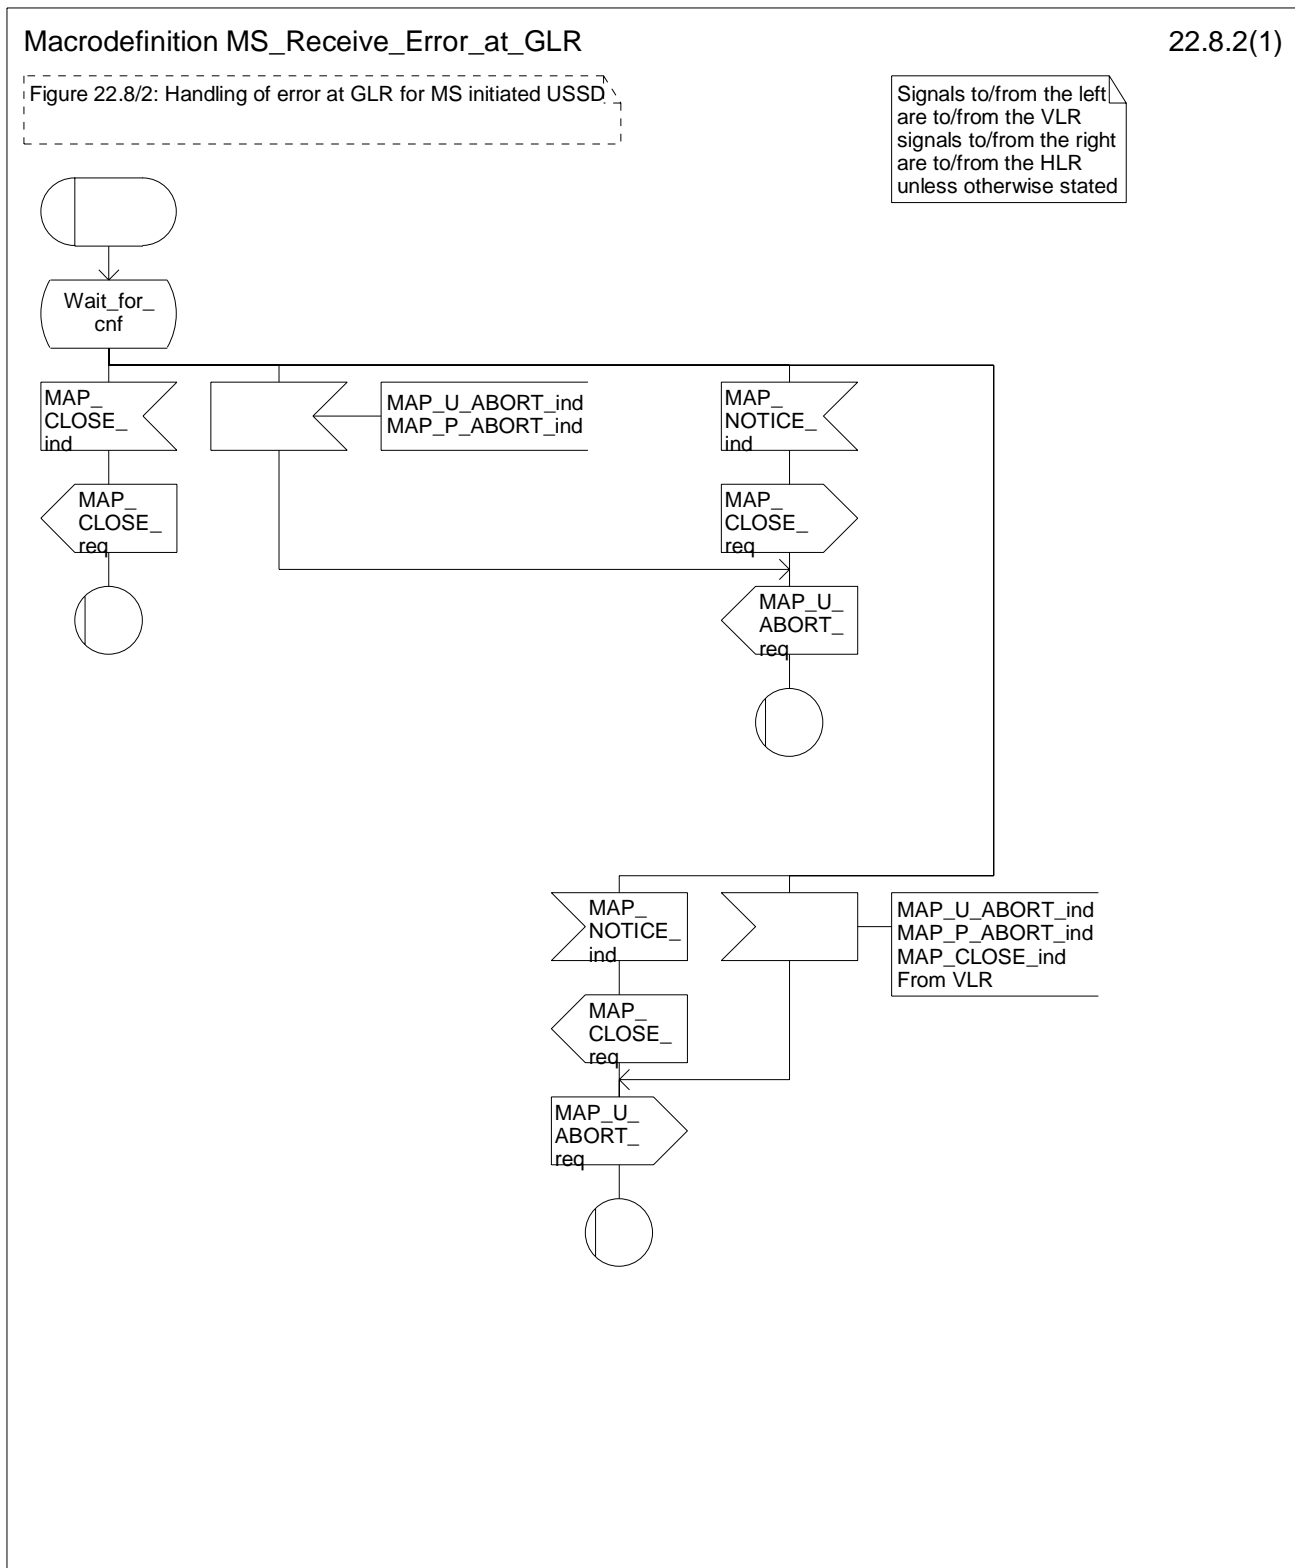 Macrodefinition MS_Receive_Error_at_GLR
22.8.2(1)
Figure 22.8/2: Handling of error at GLR for MS initiated USSD
Signals to/from the left
are to/from the VLR
signals to/from the right
are to/from the HLR
unless otherwise stated
Wait_for_
cnf
MAP_
CLOSE_
ind
MAP_U_ABORT_ind
MAP_P_ABORT_ind
MAP_
NOTICE_
ind
MAP_
CLOSE_
req
MAP_
CLOSE_
req
MAP_U_
ABORT_
req
MAP_
NOTICE_
ind
MAP_U_ABORT_ind
MAP_P_ABORT_ind
MAP_CLOSE_ind
From VLR
MAP_
CLOSE_
req
MAP_U_
ABORT_
req